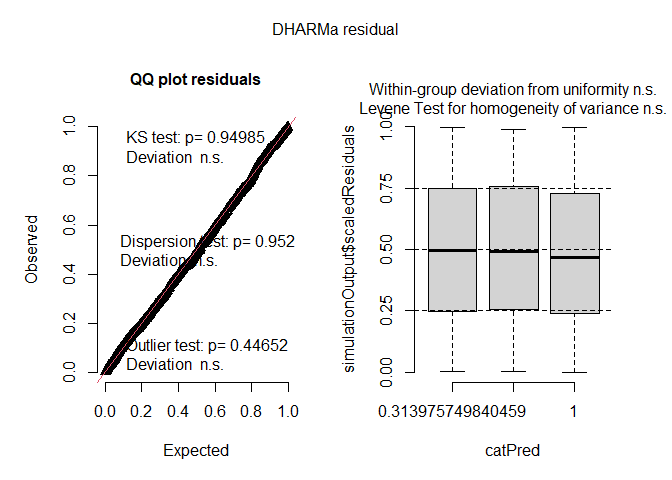 DHARMa residual
QQ plot residuals
KS test: p= 0.94985
Deviation n.s.
Dispersion test: p= 0.952
Deviation n.s.
Outlier test: p= 0.44652
Deviation n.s.
Observed
0.0 0.2 0.4 0.6 0.8 1.0
0.0 0.2 0.4 0.6 0.8 1.0
Expected
Within-group deviation from uniformity n.s.
Levene Test for homogeneity of variance n.s.
simulationOutput$scaledResiduals
0.00 0.25 0.50 0.75 1.00
0.313975749840459 1
catPred